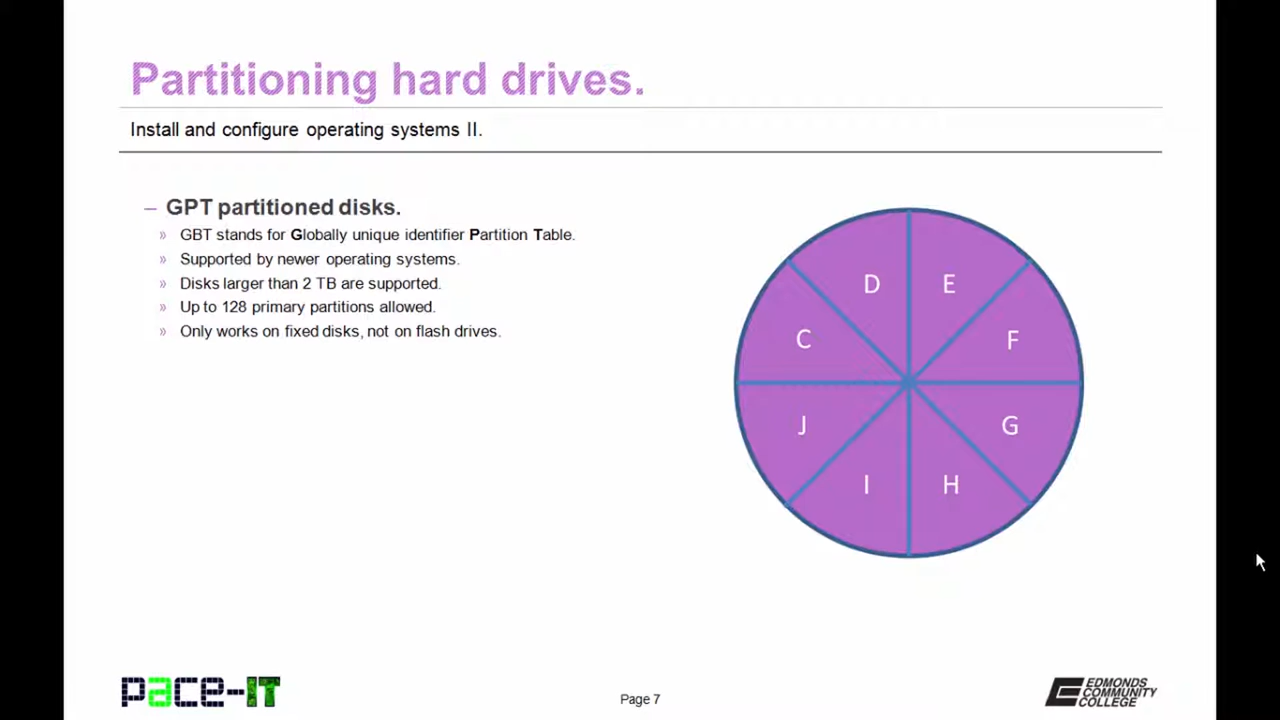 Partitioning hard drives.
Install and configure operating systems II.
– GPT partitioned disks.
» GBT stands for Globally unique identifier Partition Table.
» Supported by newer operating systems.
» Disks larger than 2 TB are supported.
» Up to 128 primary partitions allowed.
» Only works on fixed disks, not on flash drives.
D E
C F
J G
I H
pace-IT
Page 7
EDMONDS
COMMUNITY
COLLEGE